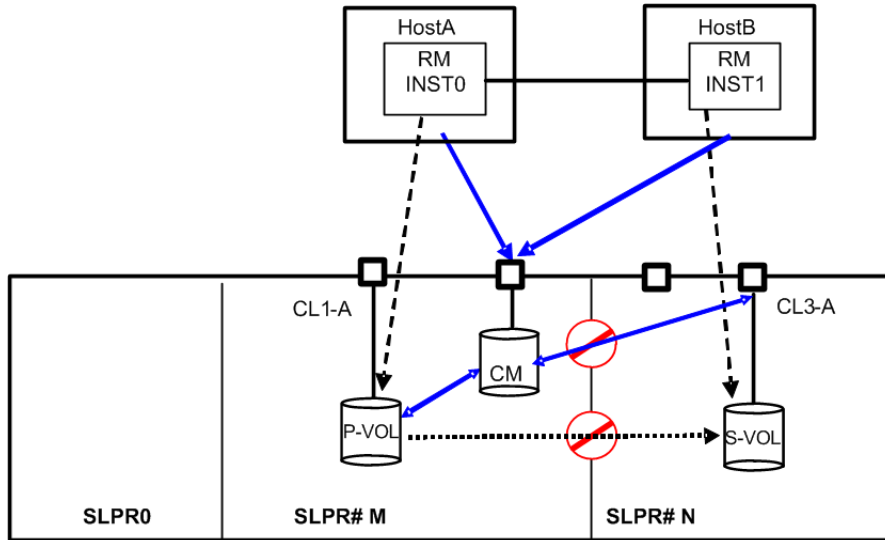 HostA
HostB
RM
INST0
RM
INST1
CL1-A
CL3-A
CM
P-VOL
S-VOL
SLPR0
SLPR# M
SLPR# N